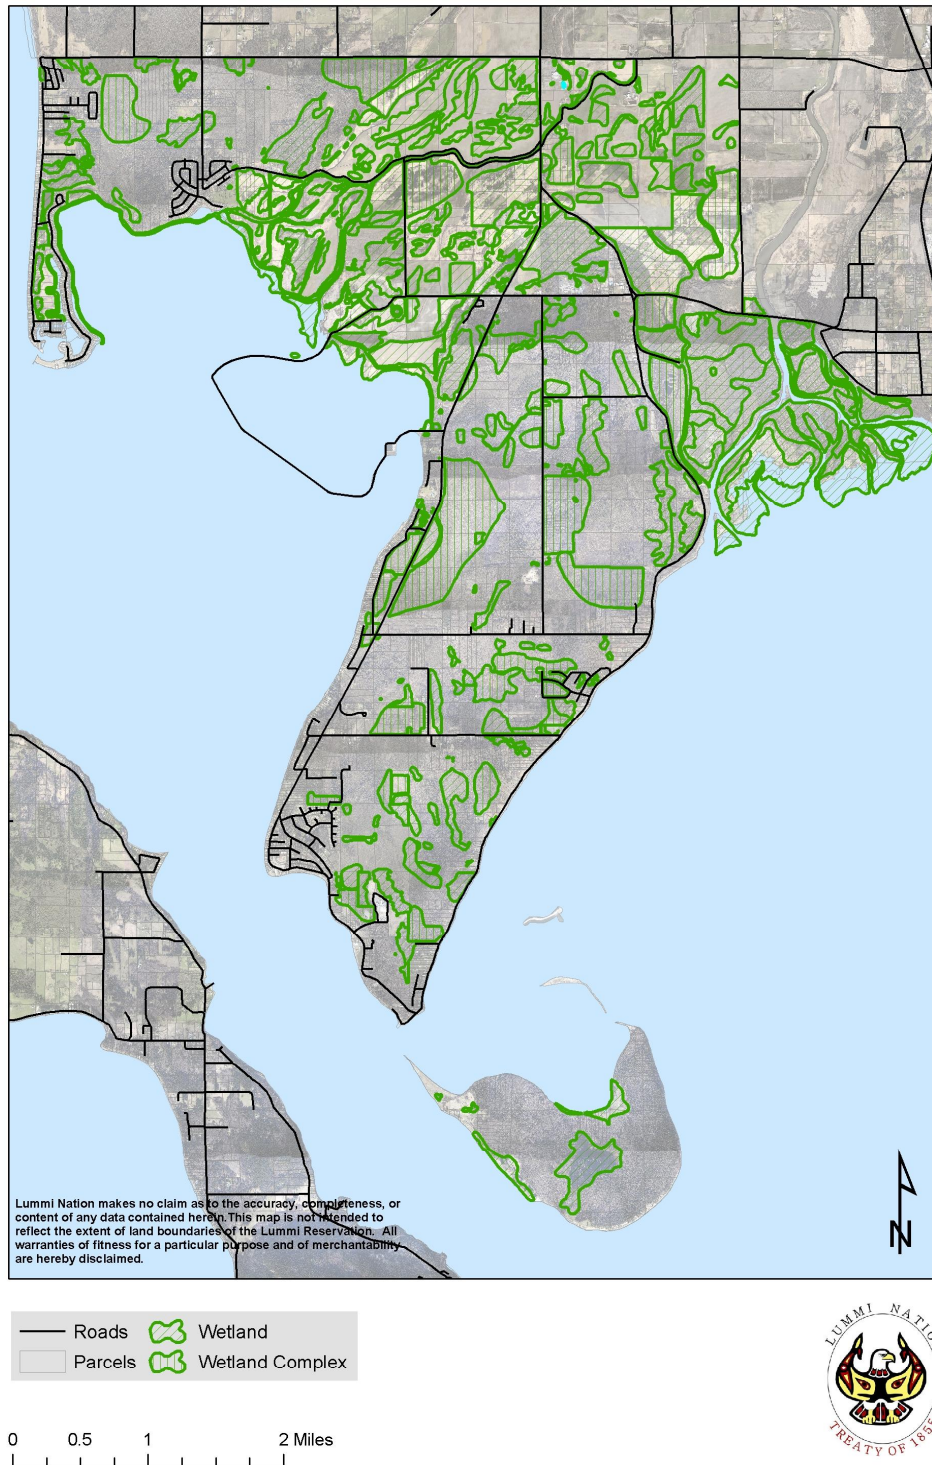 Lummi Nation makes no claim as to the accuracy, completeness, or
content of any data contained herein. This map is not intended to
reflect the extent of land boundaries of the Lummi Reservation. All
warranties of fitness for a particular purpose and of merchantability
are hereby disclaimed.
N
Roads Wetland
Parcels Wetland Complex
LUMMI NATIO
TREATY OF 1855
0 0.5 1 2 Miles